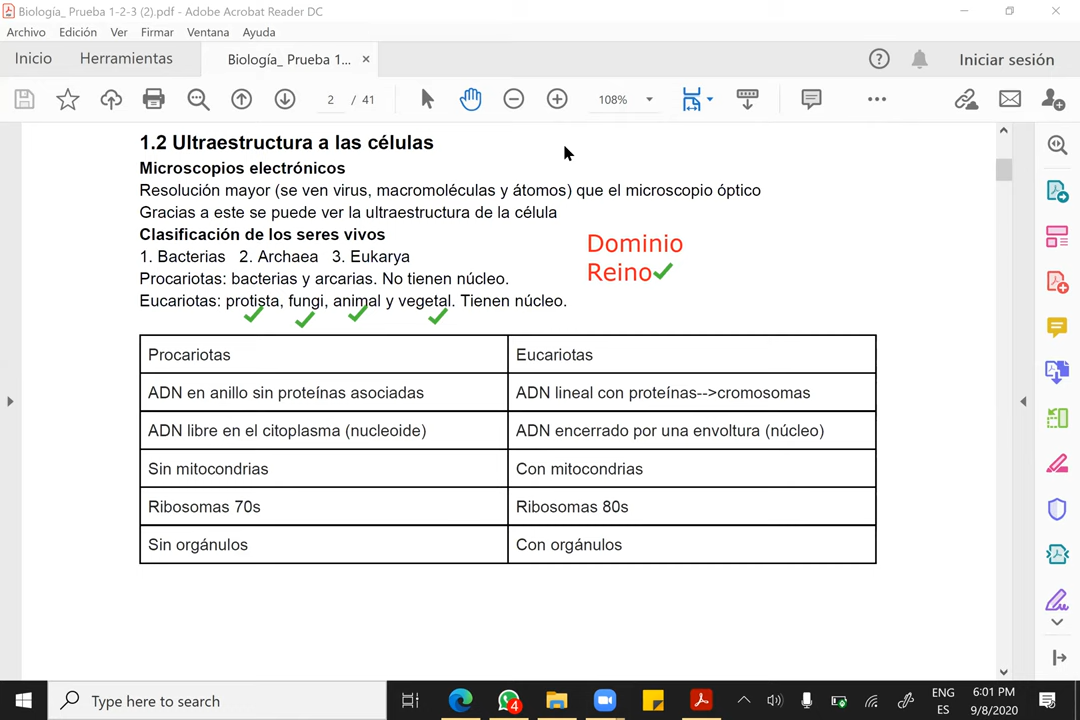 Biología_ Prueba 1-2-3 (2).pdf - Adobe Acrobat Reader DC
Archivo Edición Ver Firmar Ventana Ayuda
Inicio Herramientas Biología_ Prueba 1... × Iniciar sesión
2 / 41 108%
1.2 Ultraestructura a las células
Microscopios electrónicos
Resolución mayor (se ven virus, macromoléculas y átomos) que el microscopio óptico
Gracias a este se puede ver la ultraestructura de la célula
Clasificación de los seres vivos
Dominio
1. Bacterias 2. Archaea 3. Eukarya
Reino
Procariotas: bacterias y arcarias. No tienen núcleo.
Eucariotas: protista, fungi, animal y vegetal. Tienen núcleo.
Procariotas Eucariotas
ADN en anillo sin proteínas asociadas ADN lineal con proteínas-->cromosomas
ADN libre en el citoplasma (nucleoide) ADN encerrado por una envoltura (núcleo)
Sin mitocondrias Con mitocondrias
Ribosomas 70s Ribosomas 80s
Sin orgánulos Con orgánulos
Type here to search 4 ENG 6:01 PM
ES 9/8/2020